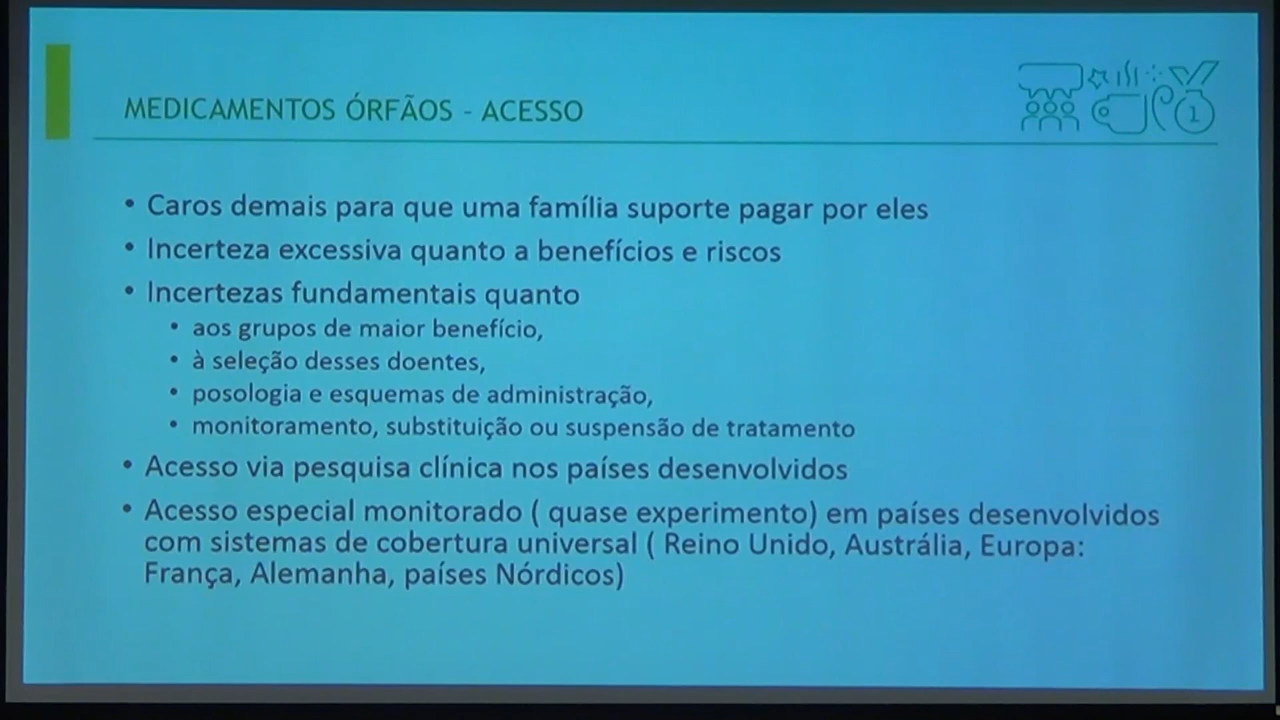 MEDICAMENTOS ÓRFÃOS - ACESSO
1
• Caros demais para que uma família suporte pagar por eles
• Incerteza excessiva quanto a benefícios e riscos
• Incertezas fundamentais quanto
• aos grupos de maior benefício,
• à seleção desses doentes,
• posologia e esquemas de administração,
• monitoramento, substituição ou suspensão de tratamento
• Acesso via pesquisa clínica nos países desenvolvidos
• Acesso especial monitorado ( quase experimento) em países desenvolvidos
com sistemas de cobertura universal ( Reino Unido, Austrália, Europa:
França, Alemanha, países Nórdicos)